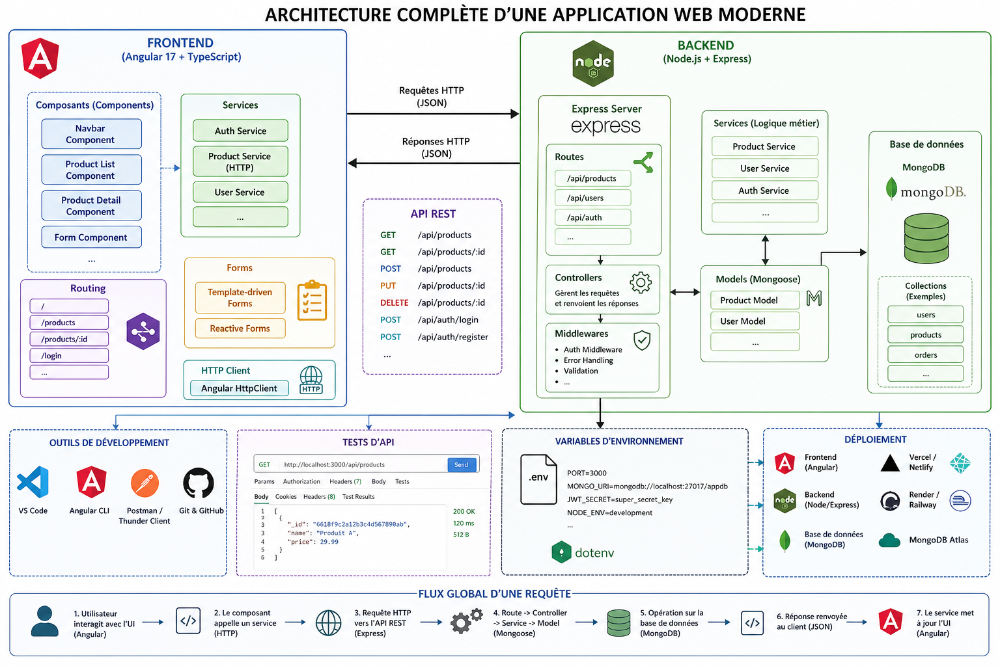 ARCHITECTURE COMPLÈTE D'UNE APPLICATION WEB MODERNE
FRONTEND
(Angular 17 + TypeScript)
Composants (Components)
Navbar
Component
Product List
Component
Product Detail
Component
Form Component
...
Services
Auth Service
Product Service
(HTTP)
User Service
...
Routing
/
/products
/products/:id
/login
...
Forms
Template-driven
Forms
Reactive Forms
HTTP Client
Angular HttpClient
HTTP
Requêtes HTTP
(JSON)
Réponses HTTP
(JSON)
API REST
GET /api/products
GET /api/products/:id
POST /api/products
PUT /api/products/:id
DELETE /api/products/:id
POST /api/auth/login
POST /api/auth/register
...
BACKEND
(Node.js + Express)
node
JS
Express Server
express
Routes
/api/products
/api/users
/api/auth
...
Controllers
Gèrent les requêtes
et renvoient les réponses
Middlewares
• Auth Middleware
• Error Handling
• Validation
• ...
Services (Logique métier)
Product Service
User Service
Auth Service
...
Models (Mongoose)
Product Model
User Model
...
M
Base de données
MongoDB
mongoDB.
Collections
(Exemples)
users
products
orders
...
OUTILS DE DÉVELOPPEMENT
VS Code
Angular CLI
Postman /
Thunder Client
Git & GitHub
TESTS D'API
GET http://localhost:3000/api/products Send
Params Authorization Headers (7) Body Tests
Body Cookies Headers (8) Test Results
1 [
2 {
3 "_id": "6618f9c2a12b3c4d567890ab",
3 "name": "Produit A",
4 "price": 29.99
5 }
6 ]
200 OK
120 ms
512 B
VARIABLES D'ENVIRONNEMENT
.env
PORT=3000
MONGO_URI=mongodb://localhost:27017/appdb
JWT_SECRET=super_secret_key
NODE_ENV=development
...
dotenv
DÉPLOIEMENT
Frontend
(Angular)
Vercel /
Netlify
node
Backend
(Node/Express)
Render /
Railway
Base de données
(MongoDB)
MongoDB Atlas
FLUX GLOBAL D'UNE REQUÊTE
1. Utilisateur
interagit avec l'UI
(Angular)
2. Le composant
appelle un service
(HTTP)
3. Requête HTTP
vers l'API REST
(Express)
4. Route -> Controller
-> Service -> Model
(Mongoose)
5. Opération sur la
base de données
(MongoDB)
6. Réponse renvoyée
au client (JSON)
7. Le service met
à jour l'UI
(Angular)